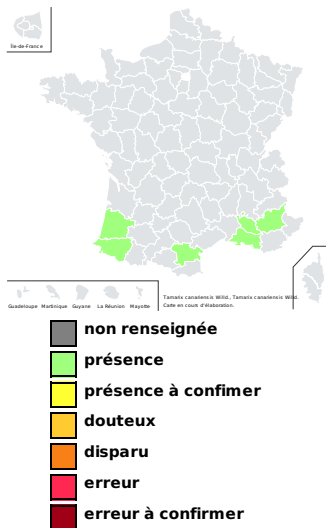 Île-de-France
Guadeloupe Martinique Guyane La Réunion Mayotte
Tamarix canariensis Willd., Tamarix canariensis Willd.
Carte en cours d'élaboration.
non renseignée
présence
présence à confimer
douteux
disparu
erreur
erreur à confirmer